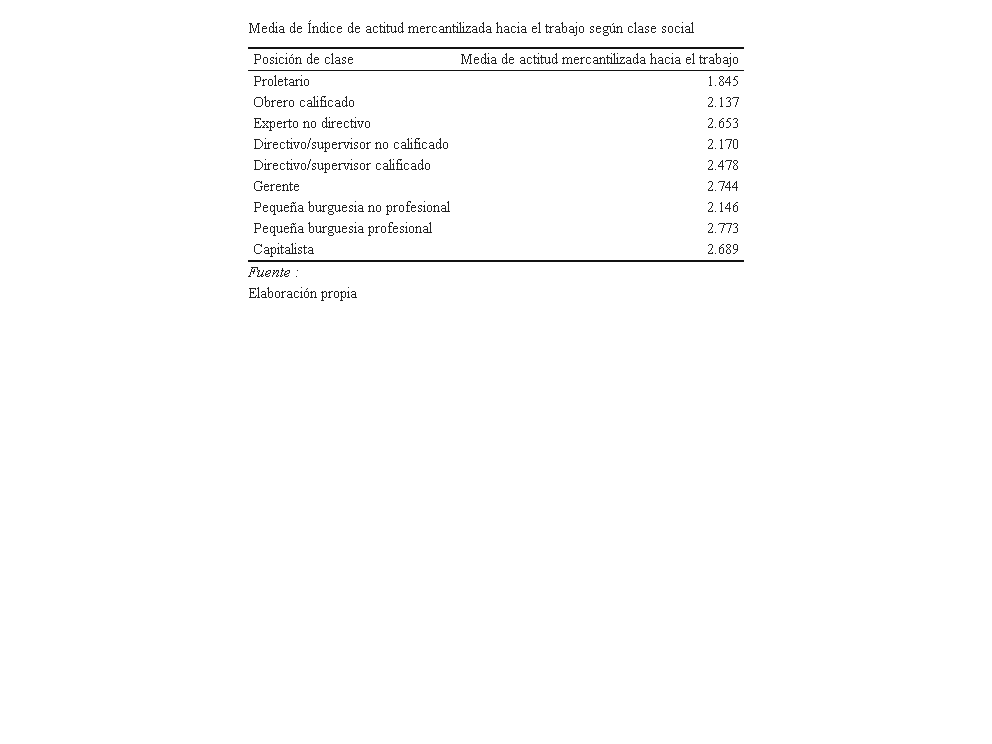 Media de Índice de actitud mercantilizada hacia el trabajo según clase social
Posición de clase Media de actitud mercantilizada hacia el trabajo
Proletario 1.845
Obrero calificado 2.137
Experto no directivo 2.653
Directivo/supervisor no calificado 2.170
Directivo/supervisor calificado 2.478
Gerente 2.744
Pequeña burguesia no profesional 2.146
Pequeña burguesia profesional 2.773
Capitalista 2.689
Fuente :
Elaboración propia